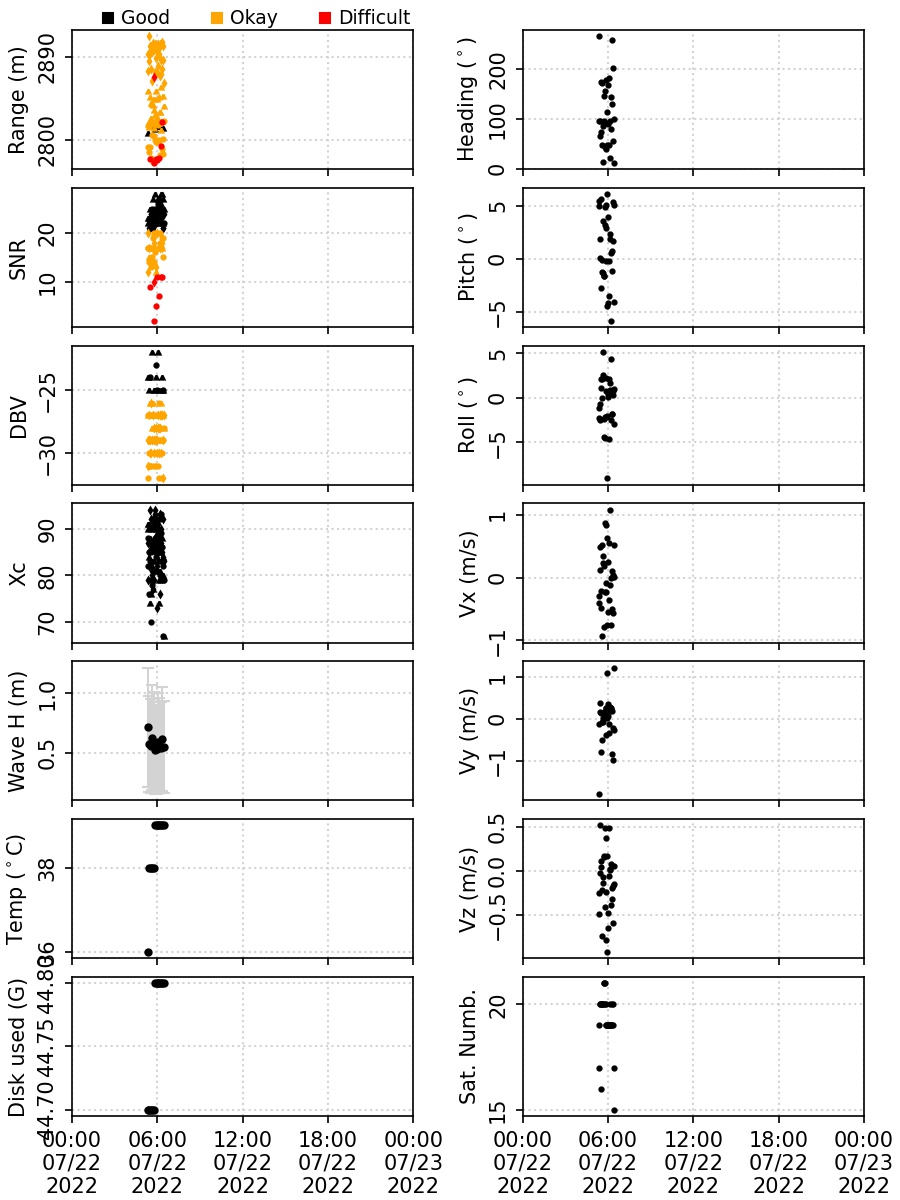 Good Okay Difficult
Range (m)
2890
2800
Heading (°)
200
100
0
SNR
20
10
Pitch (°)
5
0
−5
DBV
−25
−30
Roll (°)
5
0
−5
Xc
90
80
70
Vx (m/s)
1
0
−1
Wave H (m)
1.0
0.5
Vy (m/s)
1
0
−1
Temp (°C)
38
36
Vz (m/s)
0.5
0.0
−0.5
Disk used (G)
44.80
44.75
44.70
Sat. Numb.
20
15
00:00 06:00 12:00 18:00 00:00
07/22 07/22 07/22 07/22 07/23
2022 2022 2022 2022 2022
00:00 06:00 12:00 18:00 00:00
07/22 07/22 07/22 07/22 07/23
2022 2022 2022 2022 2022